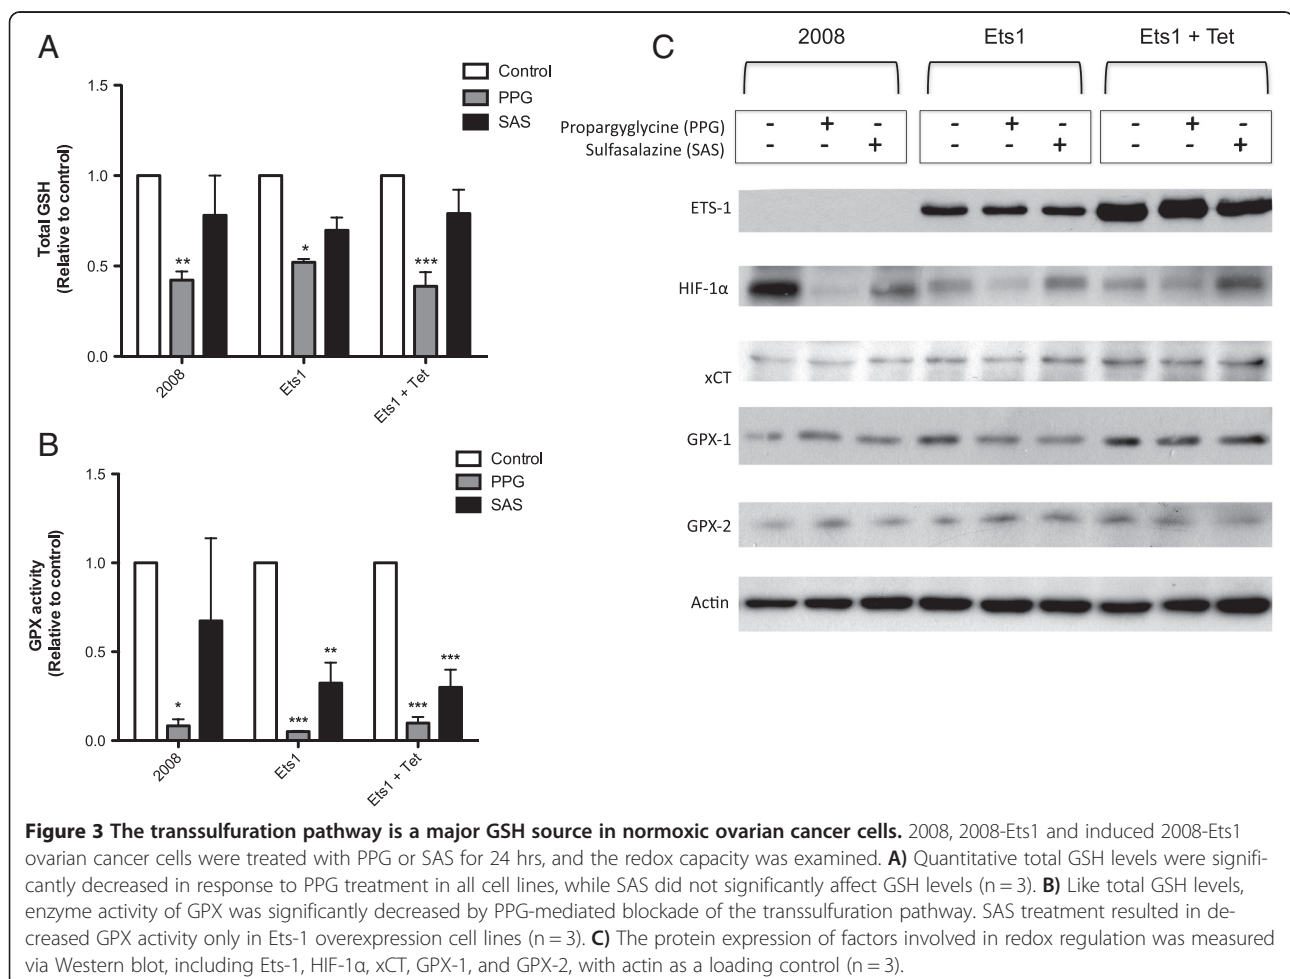 A
Control
PPG
SAS
1.5
1.0
0.5
0.0
Total GSH
(Relative to control)
**
*
***
2008
Ets1
Ets1 + Tet
B
Control
PPG
SAS
1.5
1.0
0.5
0.0
GPX activity
(Relative to control)
*
***
**
***
***
2008
Ets1
Ets1 + Tet
C
2008 Ets1 Ets1 + Tet
Propargyglycine (PPG) - + - - + - - + -
Sulfasalazine (SAS) - - + - - + - - +
ETS-1
HIF-1α
xCT
GPX-1
GPX-2
Actin
Figure 3 The transsulfuration pathway is a major GSH source in normoxic ovarian cancer cells. 2008, 2008-Ets1 and induced 2008-Ets1
ovarian cancer cells were treated with PPG or SAS for 24 hrs, and the redox capacity was examined. A) Quantitative total GSH levels were signifi-
cantly decreased in response to PPG treatment in all cell lines, while SAS did not significantly affect GSH levels (n = 3). B) Like total GSH levels,
enzyme activity of GPX was significantly decreased by PPG-mediated blockade of the transsulfuration pathway. SAS treatment resulted in de-
creased GPX activity only in Ets-1 overexpression cell lines (n = 3). C) The protein expression of factors involved in redox regulation was measured
via Western blot, including Ets-1, HIF-1α, xCT, GPX-1, and GPX-2, with actin as a loading control (n = 3).